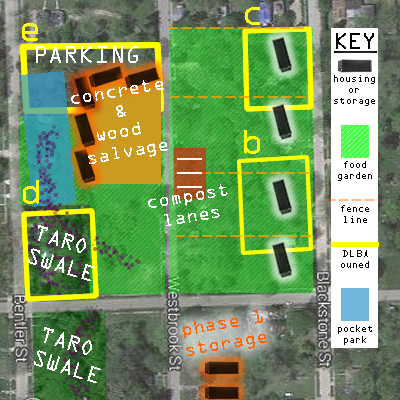 e
c
PARKING
concrete
&
wood
salvage
b
compost
lanes
d
TARO
SWALE
Bentler St
Westbrook St
Blackstone St
TARO
SWALE
phase 1
storage
KEY
housing
or
storage
food
garden
fence
line
DLBA
owned
pocket
park